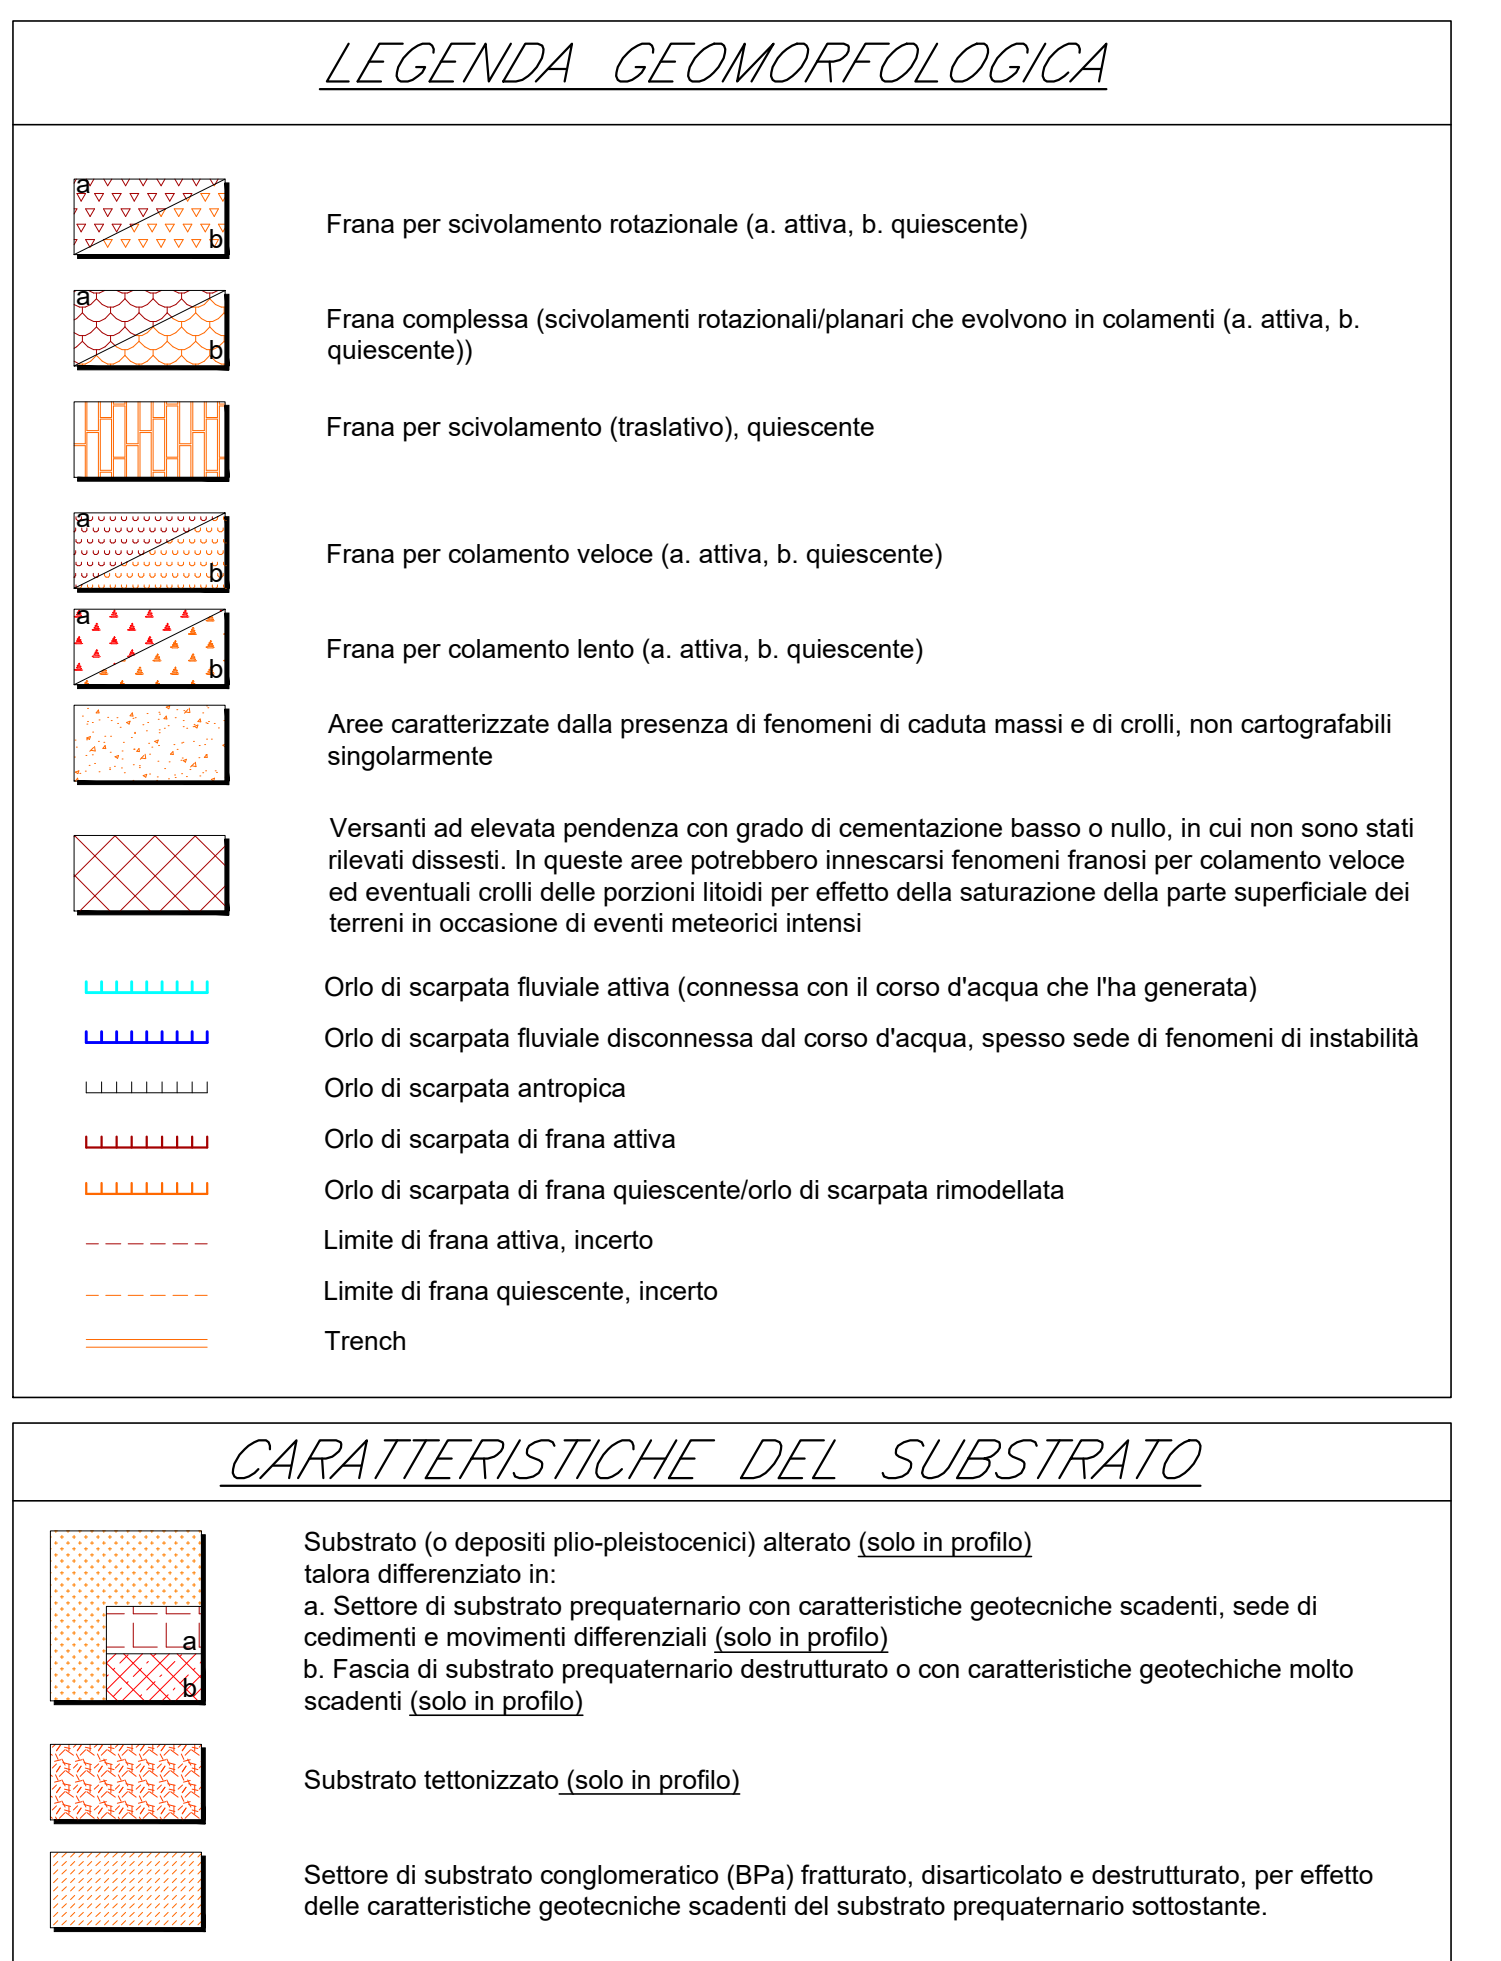 LEGENDA GEOMORFOLOGICA
a
b
Frana per scivolamento rotazionale (a. attiva, b. quiescente)
a
b
Frana complessa (scivolamenti rotazionali/planari che evolvono in colamenti (a. attiva, b.
quiescente))
Frana per scivolamento (traslativo), quiescente
a
b
Frana per colamento veloce (a. attiva, b. quiescente)
a
b
Frana per colamento lento (a. attiva, b. quiescente)
Aree caratterizzate dalla presenza di fenomeni di caduta massi e di crolli, non cartografabili
singolarmente
Versanti ad elevata pendenza con grado di cementazione basso o nullo, in cui non sono stati
rilevati dissesti. In queste aree potrebbero innescarsi fenomeni franosi per colamento veloce
ed eventuali crolli delle porzioni litoidi per effetto della saturazione della parte superficiale dei
terreni in occasione di eventi meteorici intensi
Orlo di scarpata fluviale attiva (connessa con il corso d'acqua che l'ha generata)
Orlo di scarpata fluviale disconnessa dal corso d'acqua, spesso sede di fenomeni di instabilità
Orlo di scarpata antropica
Orlo di scarpata di frana attiva
Orlo di scarpata di frana quiescente/orlo di scarpata rimodellata
Limite di frana attiva, incerto
Limite di frana quiescente, incerto
Trench
CARATTERISTICHE DEL SUBSTRATO
Substrato (o depositi plio-pleistocenici) alterato (solo in profilo)
talora differenziato in:
a. Settore di substrato prequaternario con caratteristiche geotecniche scadenti, sede di
cedimenti e movimenti differenziali (solo in profilo)
b. Fascia di substrato prequaternario destrutturato o con caratteristiche geotechiche molto
scadenti (solo in profilo)
a
b
Substrato tettonizzato (solo in profilo)
Settore di substrato conglomeratico (BPa) fratturato, disarticolato e destrutturato, per effetto
delle caratteristiche geotecniche scadenti del substrato prequaternario sottostante.